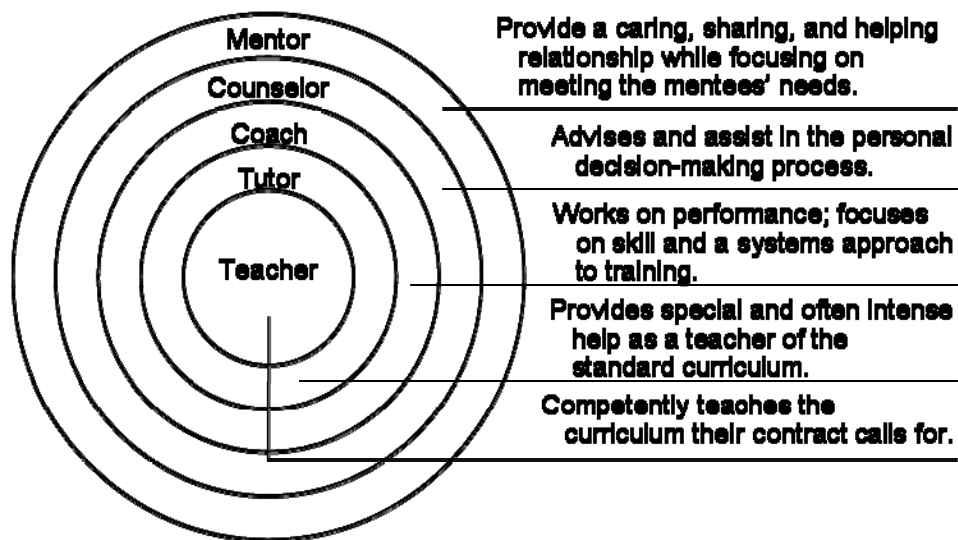 Mentor
Counselor
Coach
Tutor
Teacher
Provide a caring, sharing, and helping
relationship while focusing on
meeting the mentees' needs.
Advises and assist in the personal
decision-making process.
Works on performance; focuses
on skill and a systems approach
to training.
Provides special and often intense
help as a teacher of the
standard curriculum.
Competently teaches the
curriculum their contract calls for.